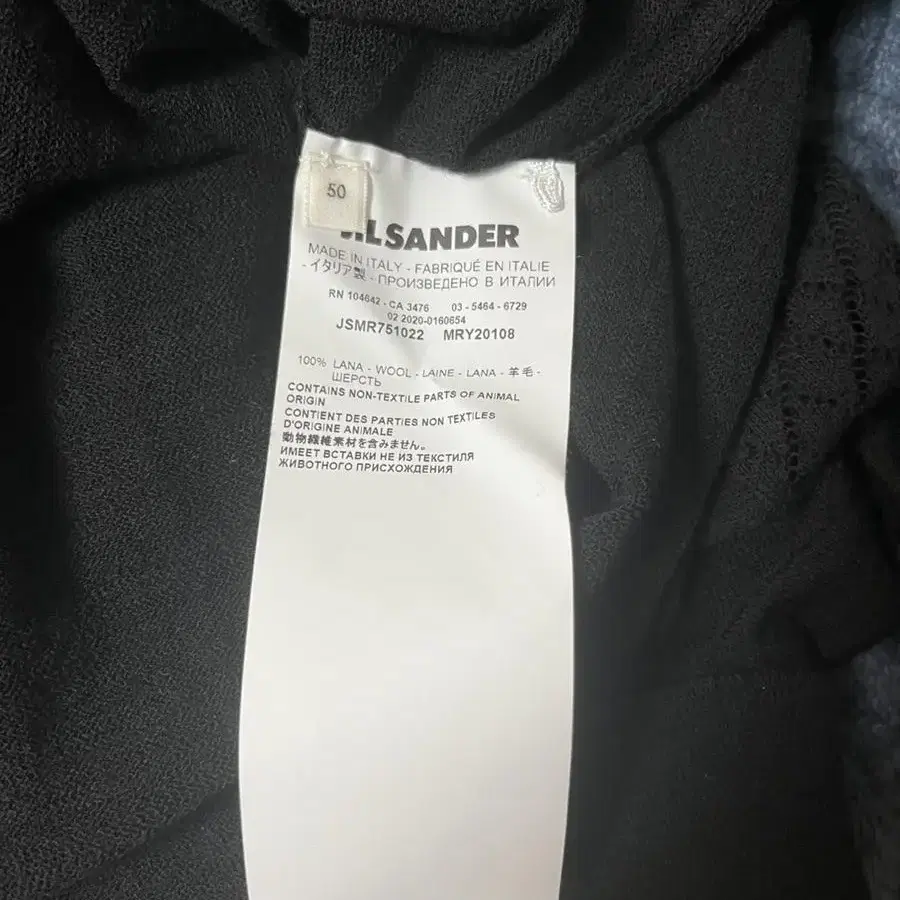 50
JIL SANDER
MADE IN ITALY - FABRIQUÉ EN ITALIE
- イタリア製 - ПРОИЗВЕДЕНО В ИТАЛИИ
RN 104642 - CA 3476 03 - 5464 - 6729
02 2020-0160654
JSMR751022 MRY20108
100% LANA - WOOL - LAINE - LANA - 羊毛 -
ШЕРСТЬ
CONTAINS NON-TEXTILE PARTS OF ANIMAL
ORIGIN
CONTIENT DES PARTIES NON TEXTILES
D'ORIGINE ANIMALE
動物繊維素材を含みません。
ИМЕЕТ ВСТАВКИ НЕ ИЗ ТЕКСТИЛЯ
ЖИВОТНОГО ПРИСХОЖДЕНИЯ